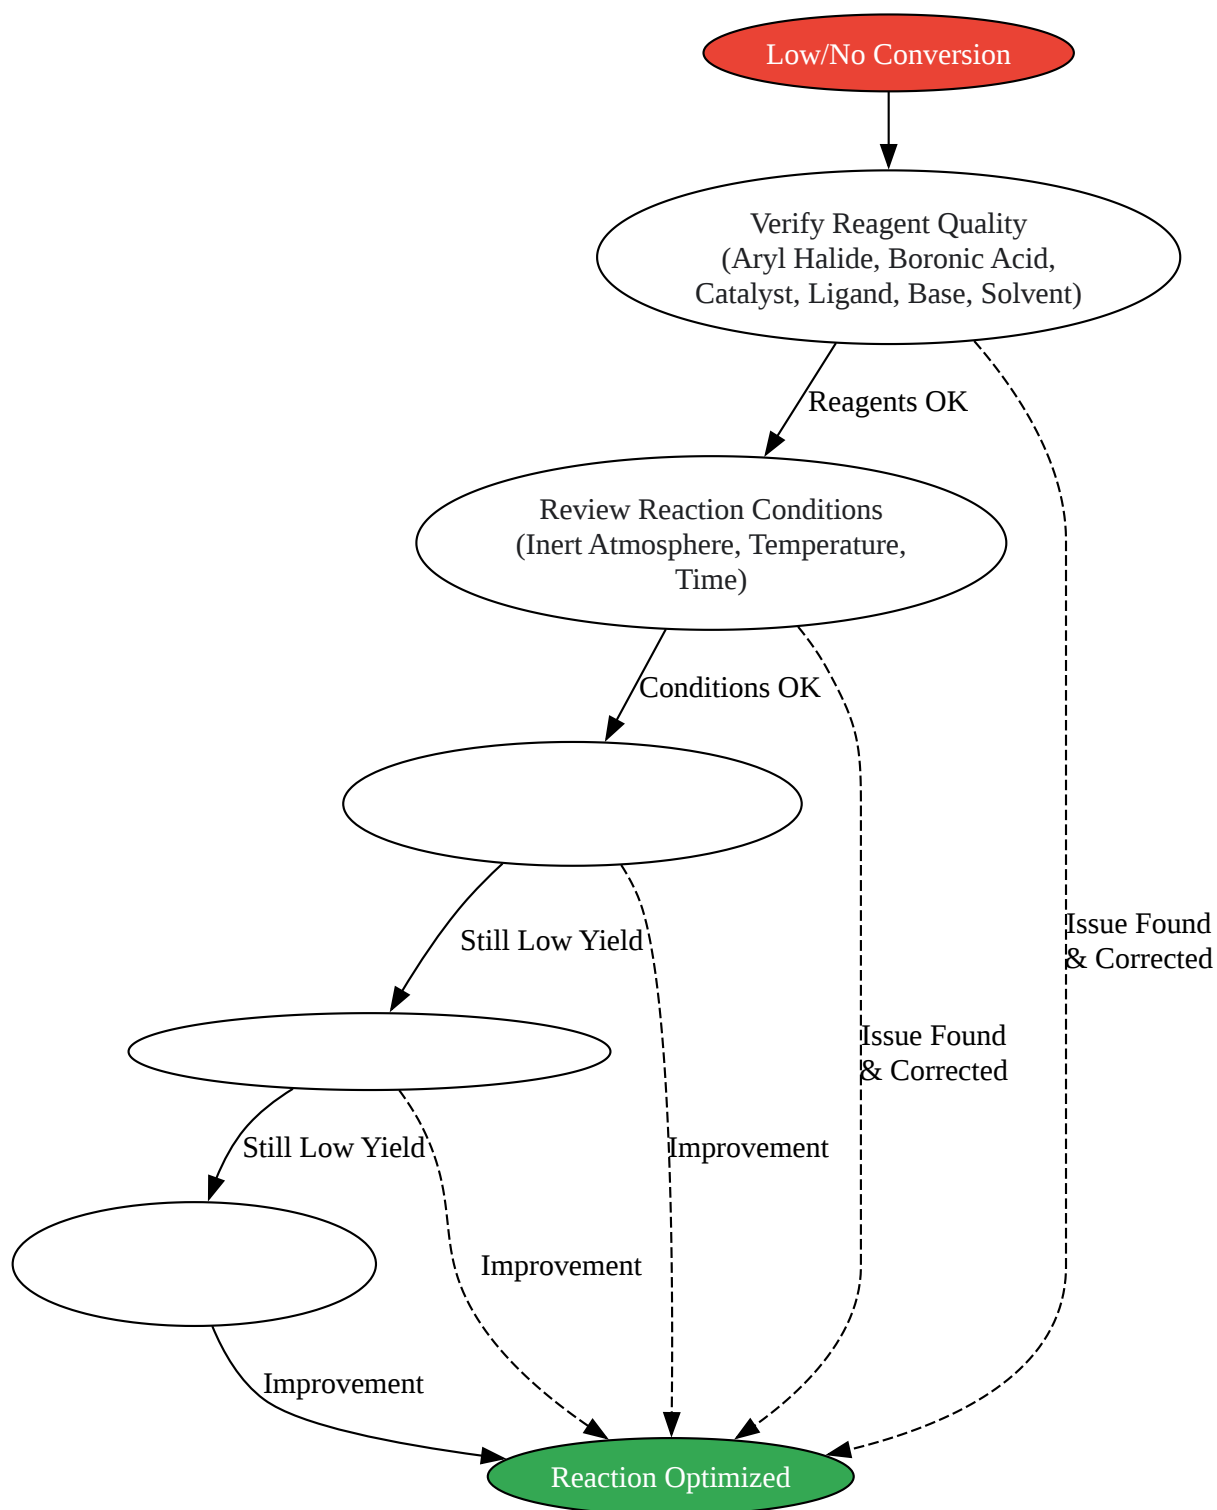 Low/No Conversion
Verify Reagent Quality
(Aryl Halide, Boronic Acid,
Catalyst, Ligand, Base, Solvent)
Reagents OK
Review Reaction Conditions
(Inert Atmosphere, Temperature,
Time)
Conditions OK
Still Low Yield
Issue Found
& Corrected
Issue Found
& Corrected
Still Low Yield
Improvement
Improvement
Improvement
Reaction Optimized